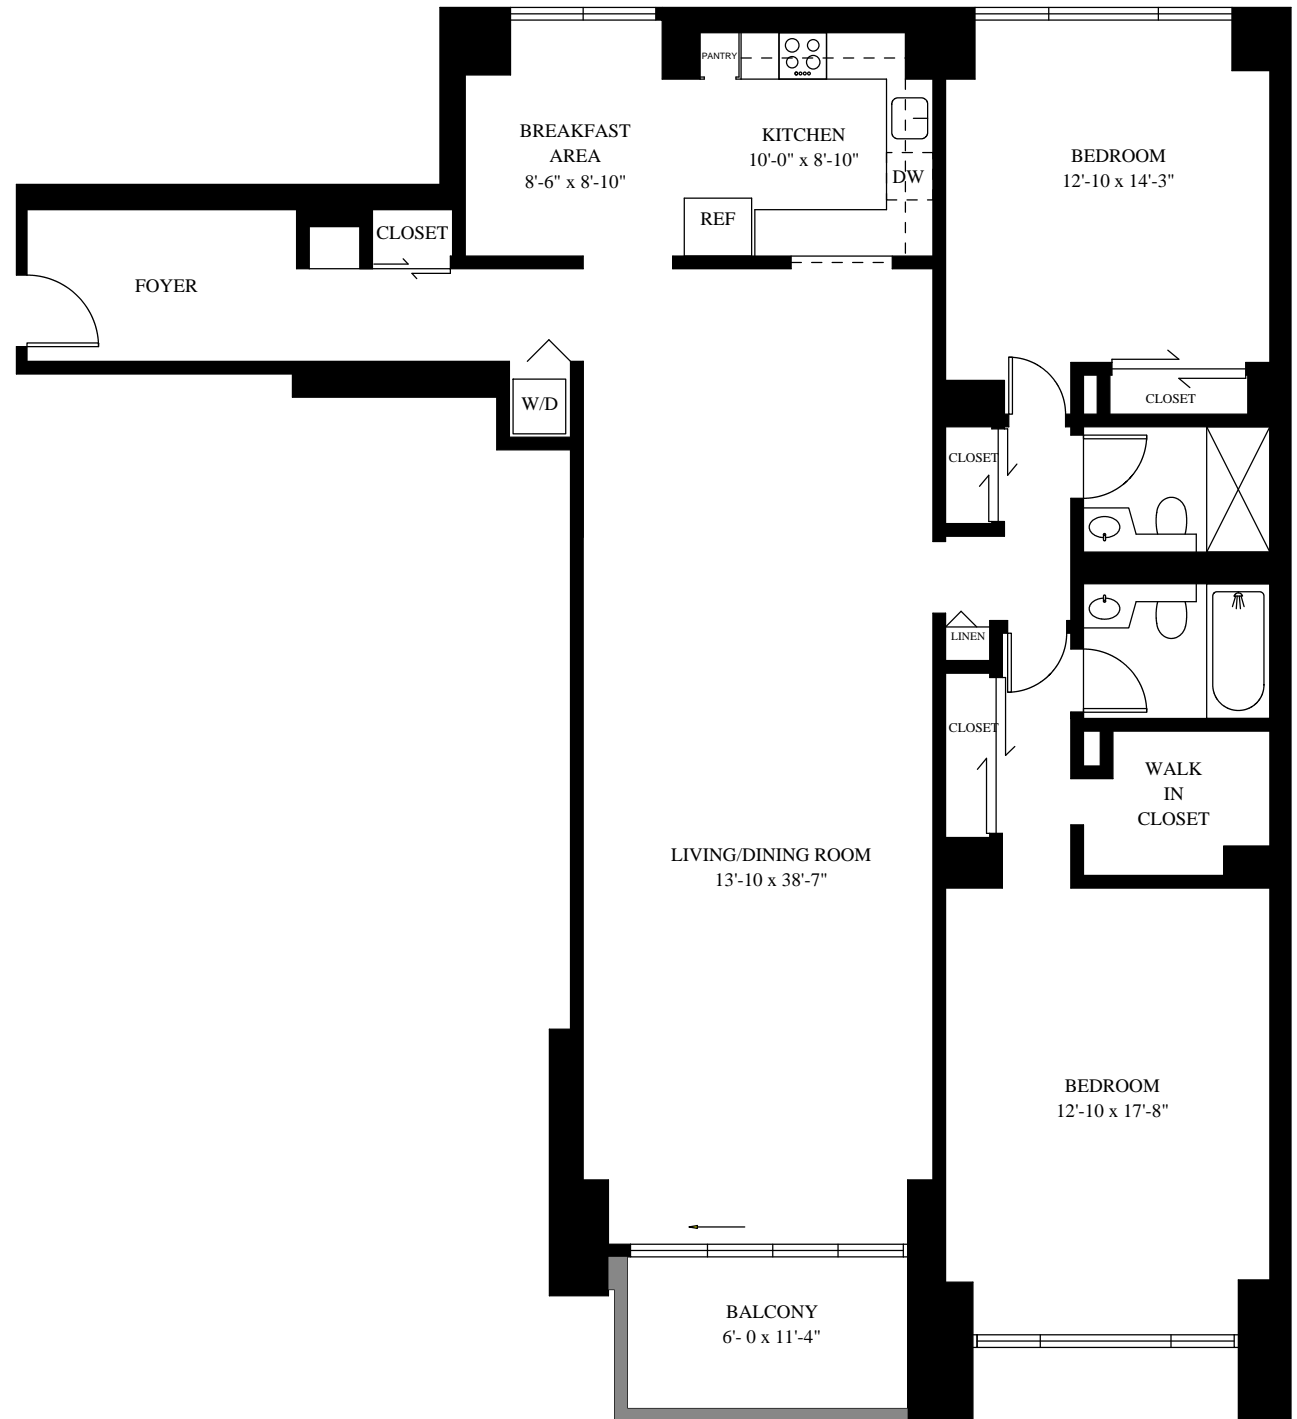 PANTRY
BREAKFAST
AREA
8'-6" x 8'-10"
KITCHEN
10'-0" x 8'-10"
DW
REF
BEDROOM
12'-10 x 14'-3"
CLOSET
FOYER
W/D
CLOSET
CLOSET
LINEN
CLOSET
WALK
IN
CLOSET
LIVING/DINING ROOM
13'-10 x 38'-7"
BEDROOM
12'-10 x 17'-8"
BALCONY
6'- 0 x 11'-4"